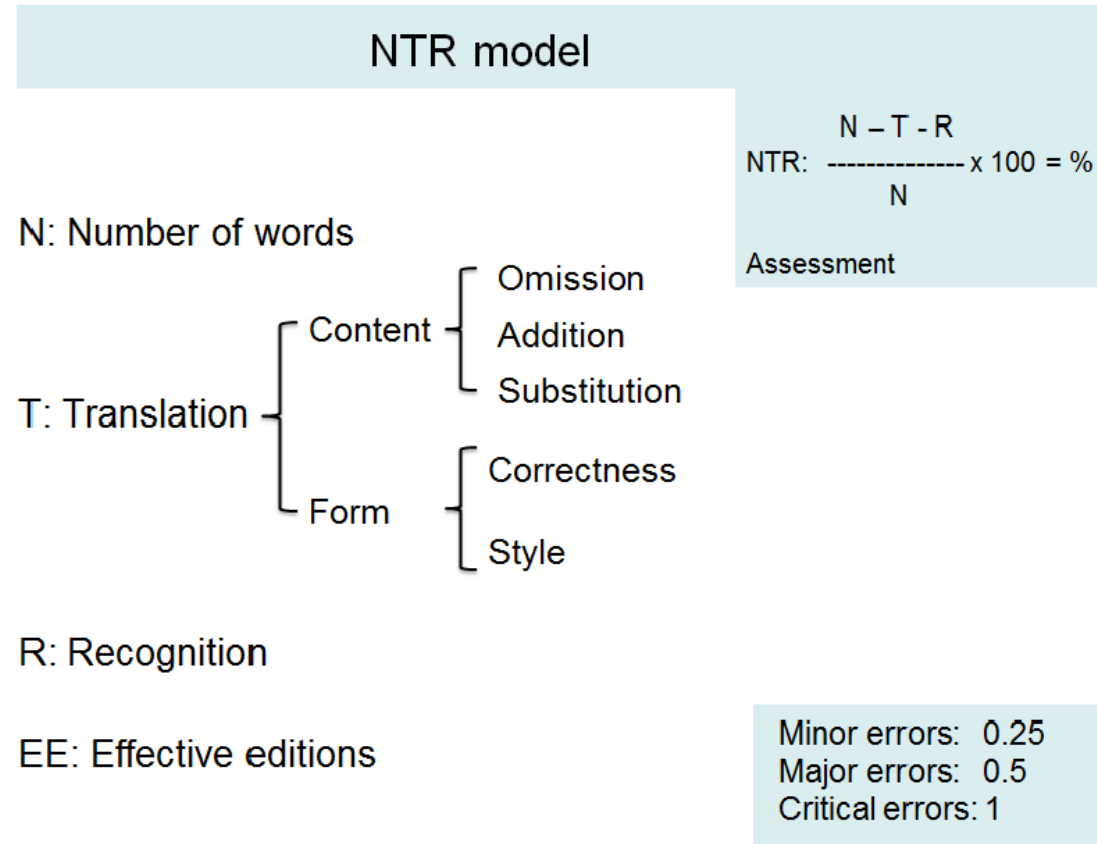 NTR model
N – T - R
NTR: -------------- x 100 = %
N
Assessment
N: Number of words
T: Translation
Content
Omission
Addition
Substitution
Form
Correctness
Style
R: Recognition
EE: Effective editions
Minor errors: 0.25
Major errors: 0.5
Critical errors: 1